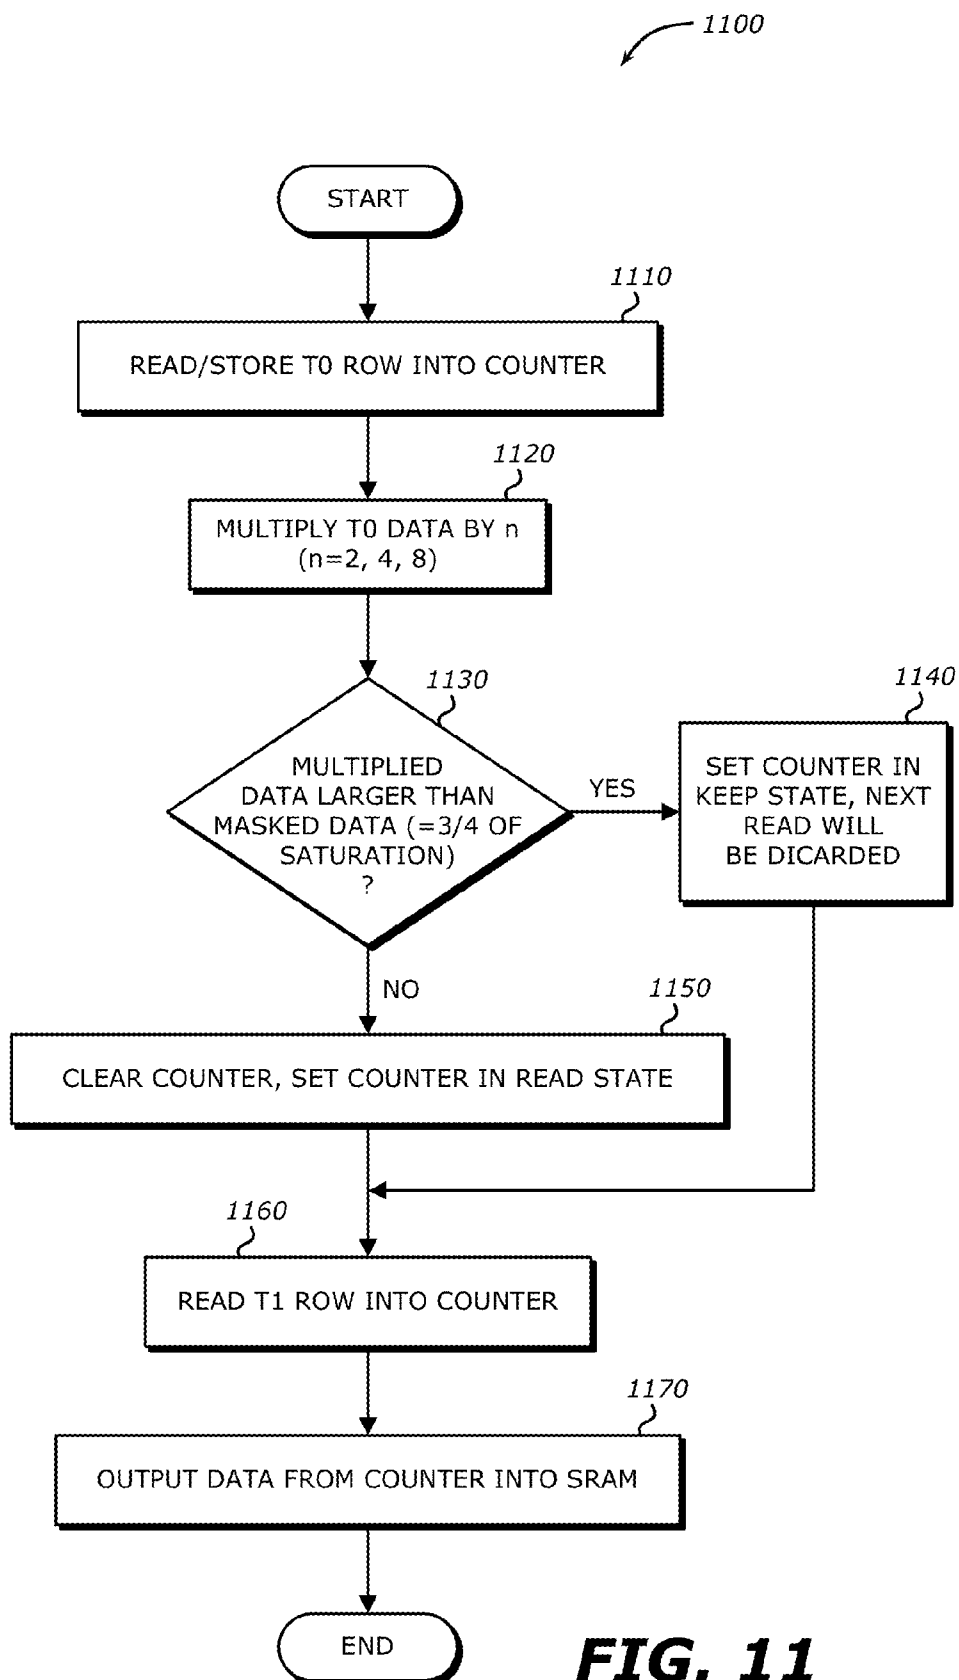 1100
START
1110
READ/STORE T0 ROW INTO COUNTER
1120
MULTIPLY T0 DATA BY n
(n=2, 4, 8)
1130
MULTIPLIED
DATA LARGER THAN
MASKED DATA (=3/4 OF
SATURATION)
?
YES
1140
SET COUNTER IN
KEEP STATE, NEXT
READ WILL
BE DICARDED
NO
1150
CLEAR COUNTER, SET COUNTER IN READ STATE
1160
READ T1 ROW INTO COUNTER
1170
OUTPUT DATA FROM COUNTER INTO SRAM
END
FIG. 11